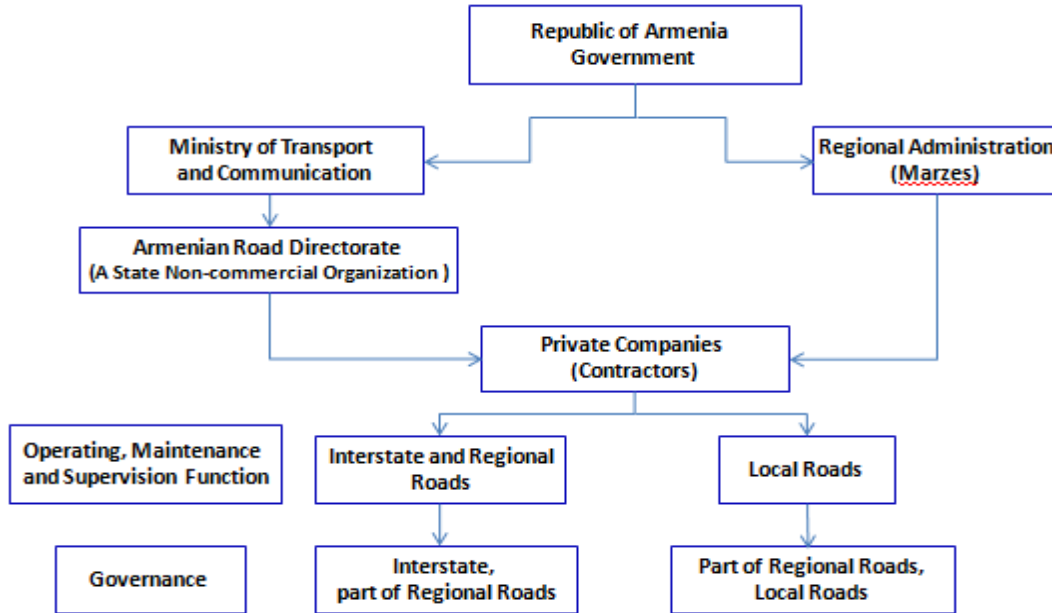 Republic of Armenia
Government
Ministry of Transport
and Communication
Regional Administration
(Marzes)
Armenian Road Directorate
(A State Non-commercial Organization )
Private Companies
(Contractors)
Operating, Maintenance
and Supervision Function
Interstate and Regional
Roads
Local Roads
Governance
Interstate,
part of Regional Roads
Part of Regional Roads,
Local Roads